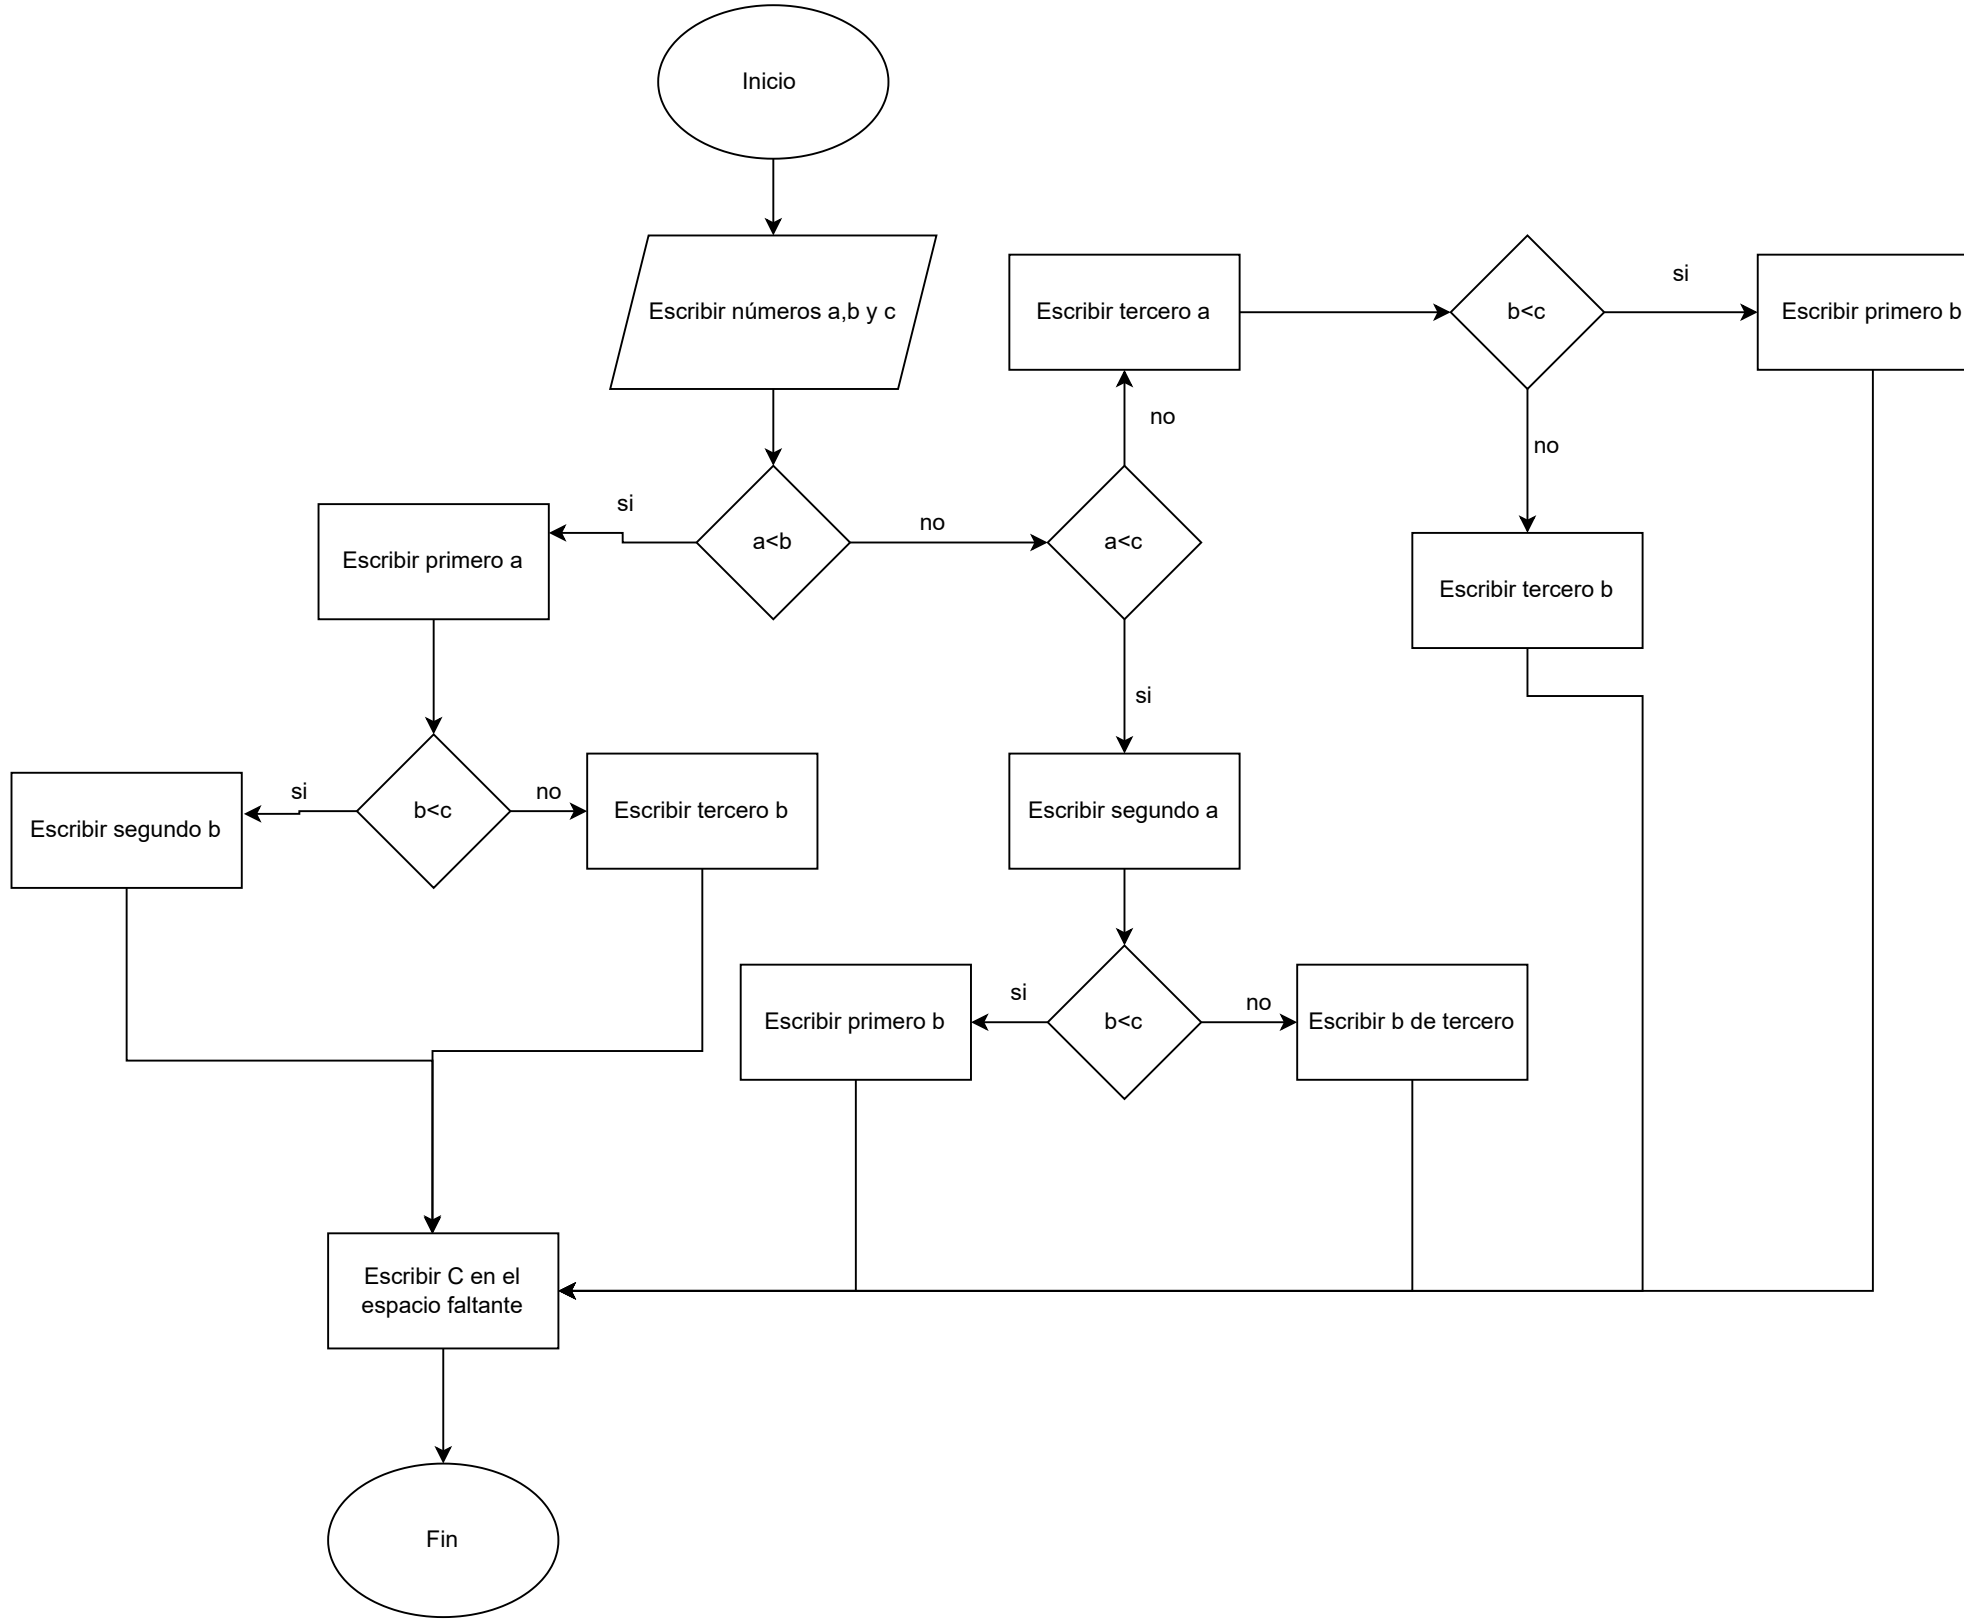 Inicio
Escribir números a,b y c
Escribir tercero a
b<c
si
Escribir primero b
no
no
Escribir tercero b
si
a<b
no
a<c
Escribir primero a
si
si
b<c
no
Escribir tercero b
Escribir segundo b
Escribir segundo a
Escribir primero b
si
b<c
no
Escribir b de tercero
Escribir C en el
espacio faltante
Fin